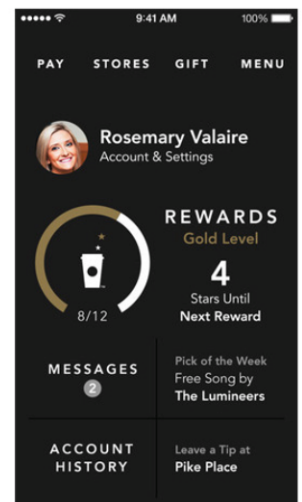 9:41 AM
100%
PAY STORES GIFT MENU
Rosemary Valaire
Account & Settings
REWARDS
Gold Level
4
Stars Until
Next Reward
8/12
MESSAGES
2
Pick of the Week
Free Song by
The Lumineers
ACCOUNT
HISTORY
Leave a Tip at
Pike Place